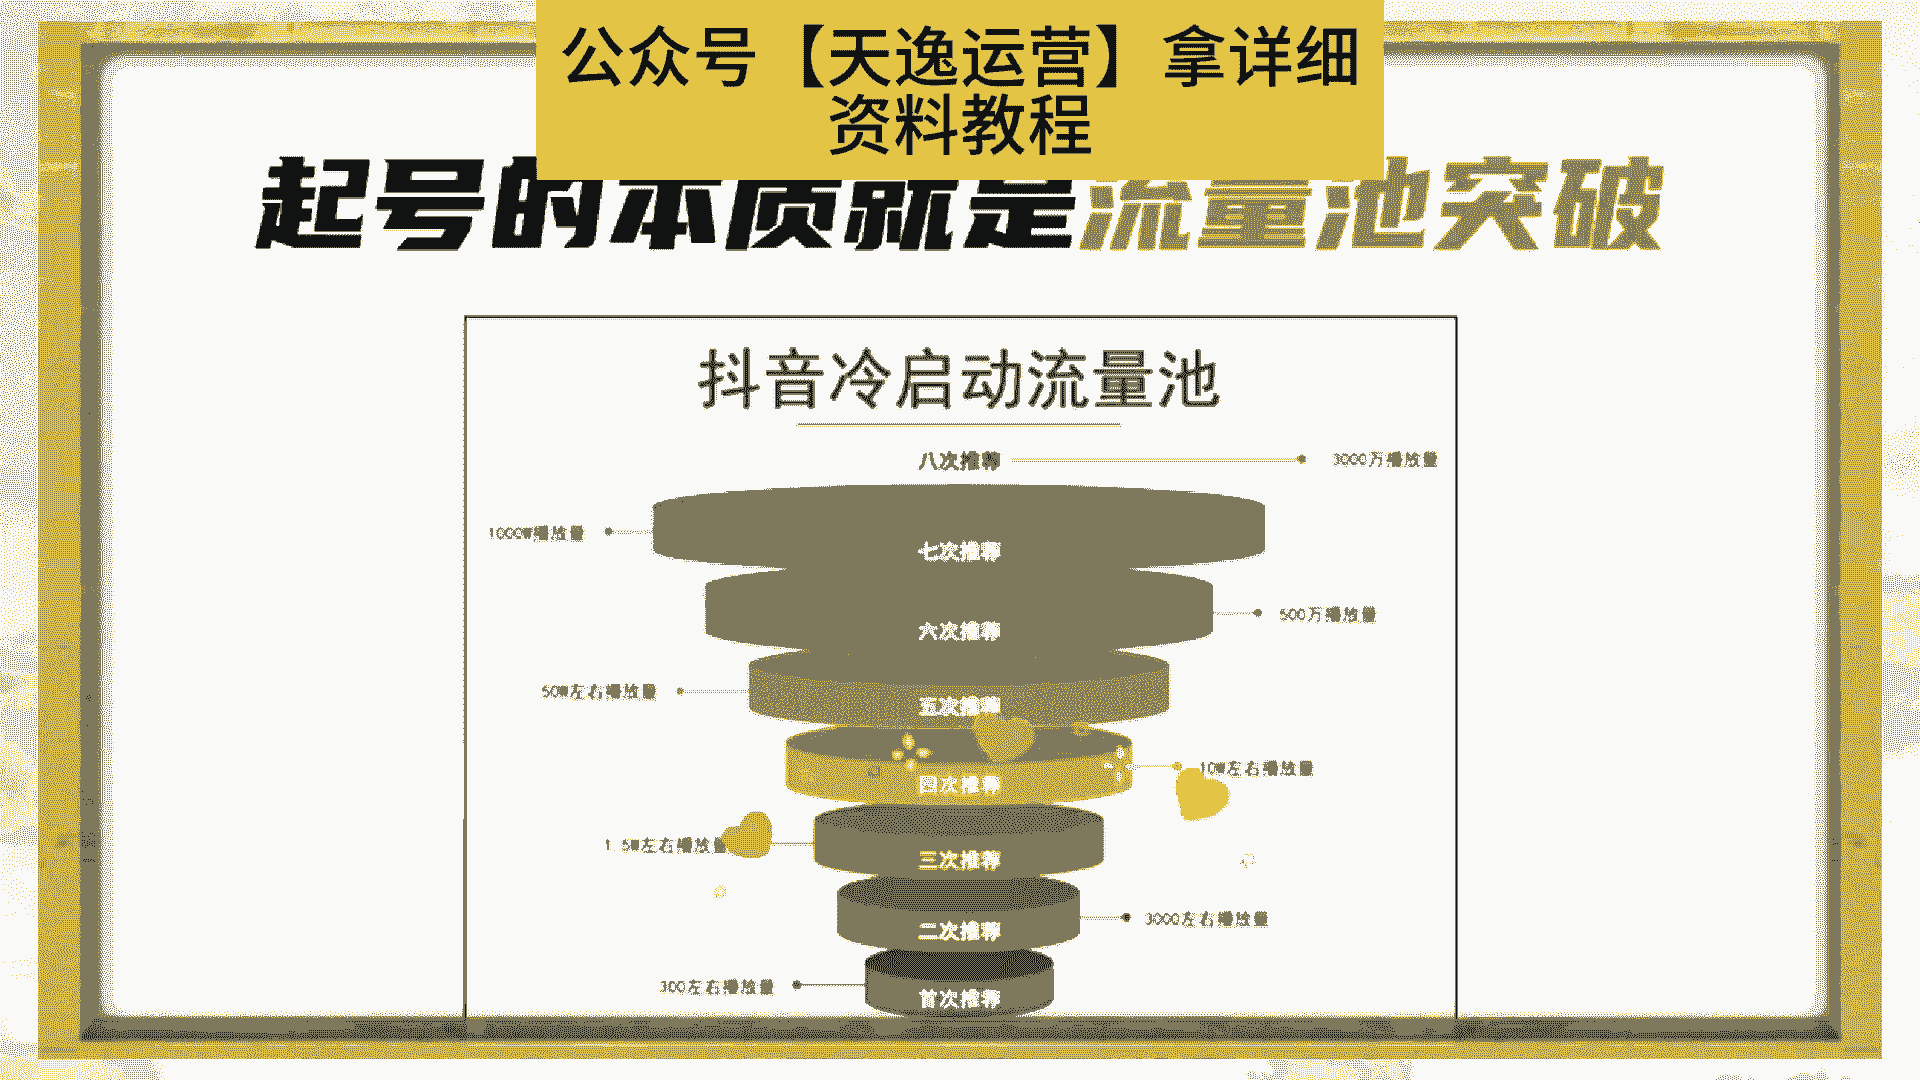 公众号【天逸运营】拿详细
资料教程
起号的本质就是流量池突破
抖音冷启动流量池
八次推荐
3000万播放量
1000W播放量
七次推荐
六次推荐
500万播放量
50W左右播放量
五次推荐
四次推荐
10W左右播放量
1.5W左右播放量
三次推荐
二次推荐
3000左右播放量
300左右播放量
首次推荐